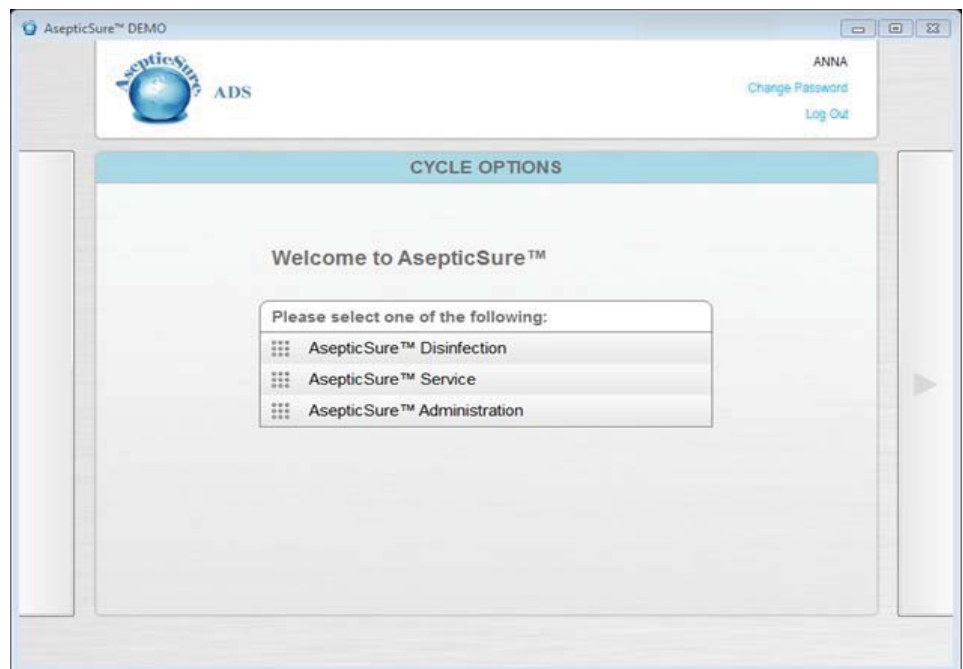 AsepticSure™ DEMO
AsepticSure
ADS
ANNA
Change Password
Log Out
CYCLE OPTIONS
Welcome to AsepticSure™
Please select one of the following:
AsepticSure™ Disinfection
AsepticSure™ Service
AsepticSure™ Administration